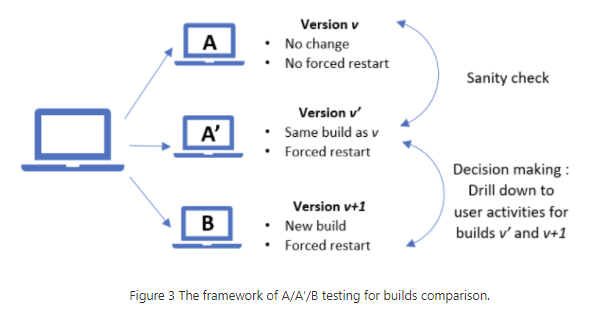 A
Version v
• No change
• No forced restart
Sanity check
A’
Version v’
• Same build as v
• Forced restart
Decision making :
Drill down to
user activities for
builds v’ and v+1
B
Version v+1
• New build
• Forced restart
Figure 3 The framework of A/A’/B testing for builds comparison.